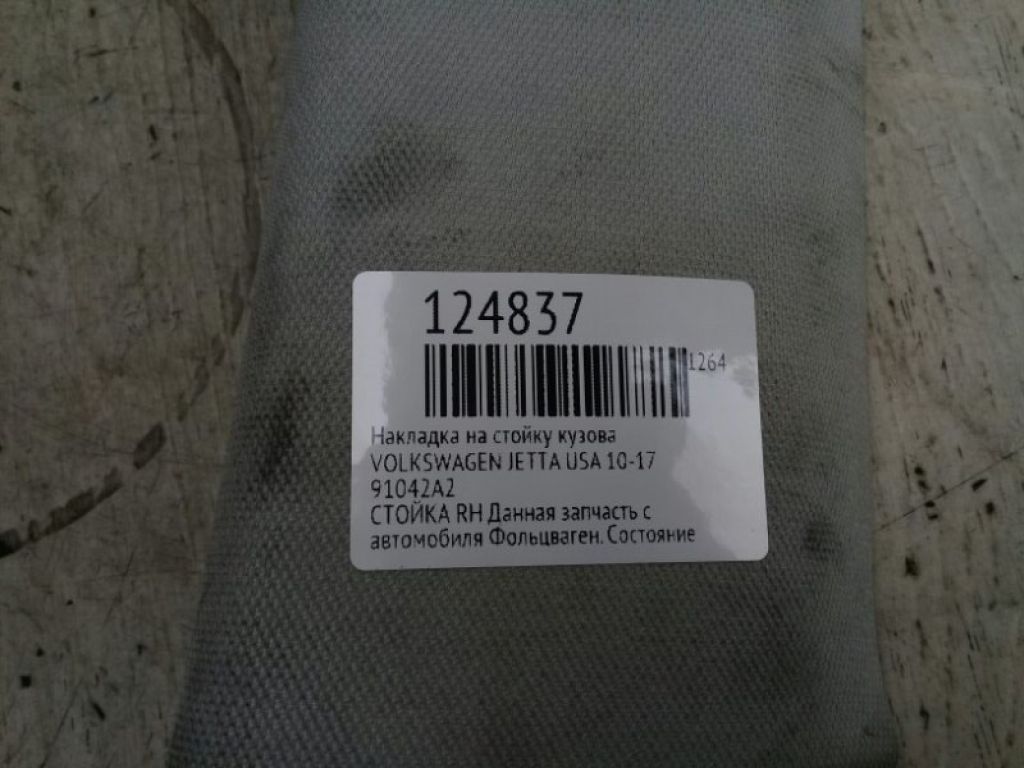 124837
1264
Накладка на стойку кузова
VOLKSWAGEN JETTA USA 10-17
91042A2
СТОЙКА RH Данная запчасть с
автомобиля Фольцваген. Состояние